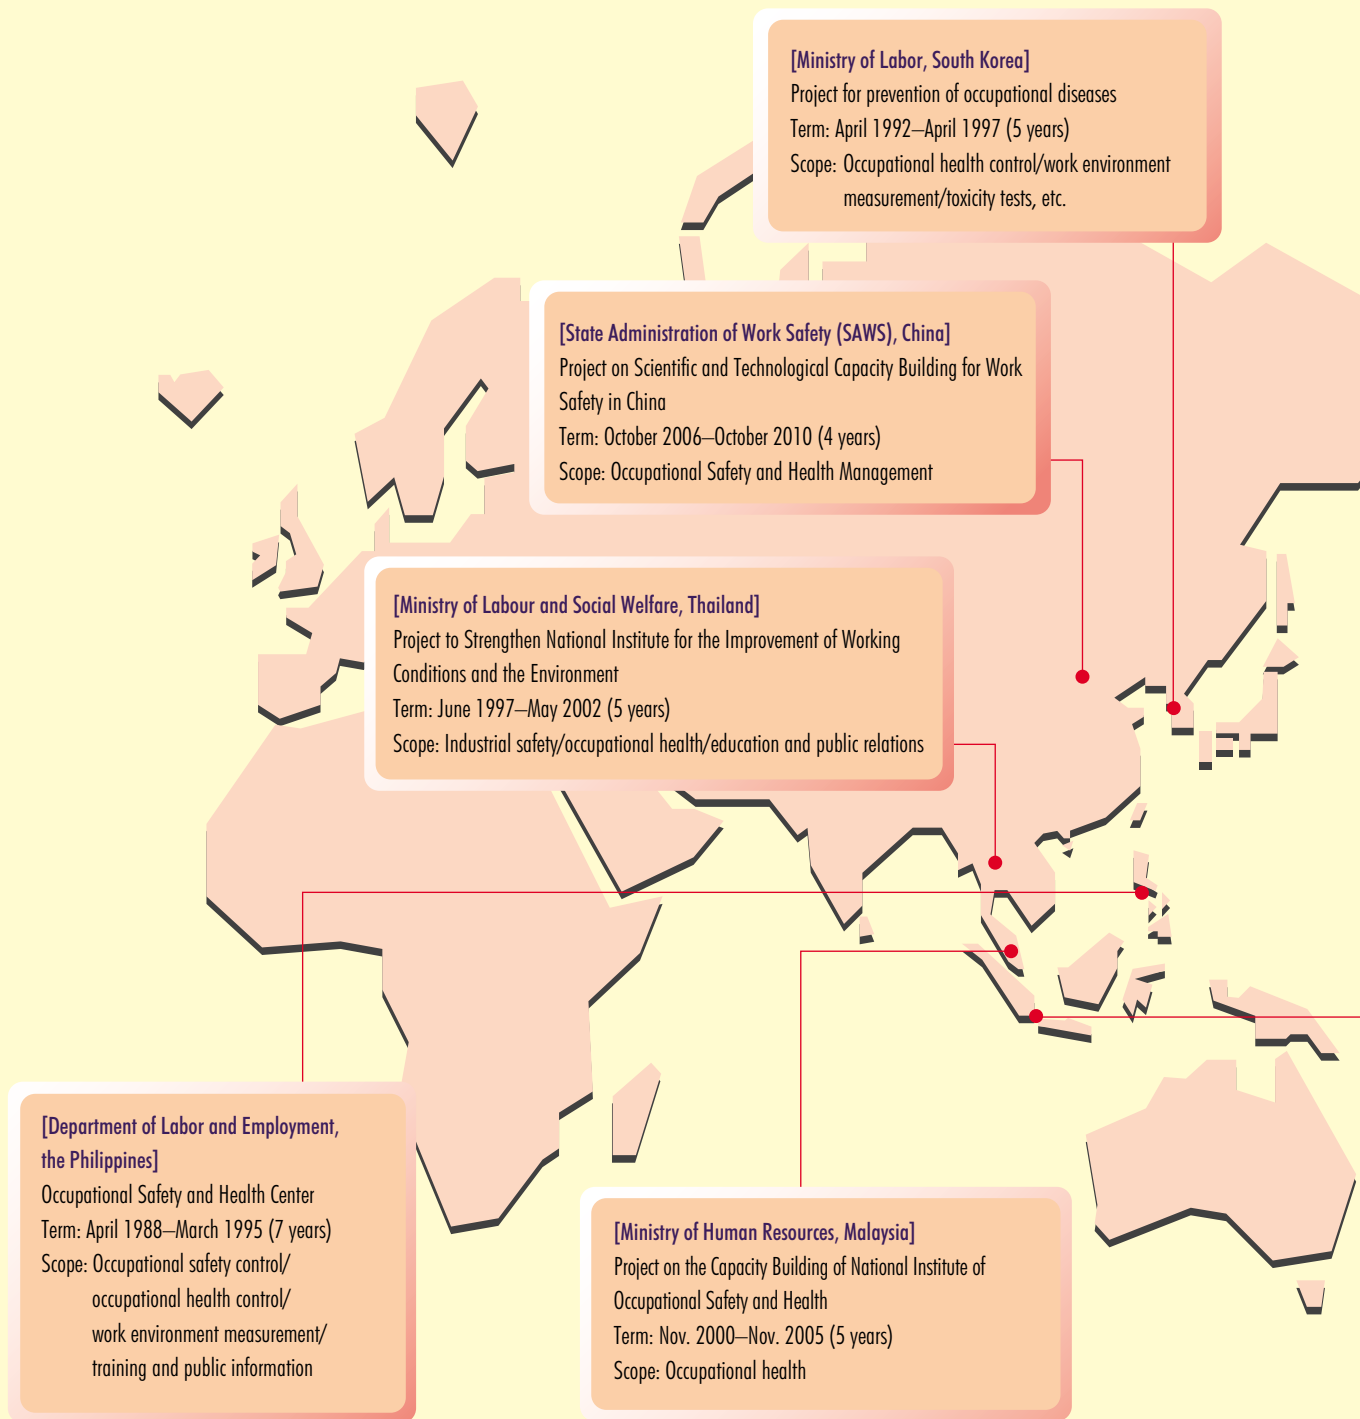 [Ministry of Labor, South Korea]
Project for prevention of occupational diseases
Term: April 1992–April 1997 (5 years)
Scope: Occupational health control/work environment
measurement/toxicity tests, etc.
[State Administration of Work Safety (SAWS), China]
Project on Scientific and Technological Capacity Building for Work
Safety in China
Term: October 2006–October 2010 (4 years)
Scope: Occupational Safety and Health Management
[Ministry of Labour and Social Welfare, Thailand]
Project to Strengthen National Institute for the Improvement of Working
Conditions and the Environment
Term: June 1997–May 2002 (5 years)
Scope: Industrial safety/occupational health/education and public relations
[Department of Labor and Employment,
the Philippines]
Occupational Safety and Health Center
Term: April 1988–March 1995 (7 years)
Scope: Occupational safety control/
occupational health control/
work environment measurement/
training and public information
[Ministry of Human Resources, Malaysia]
Project on the Capacity Building of National Institute of
Occupational Safety and Health
Term: Nov. 2000–Nov. 2005 (5 years)
Scope: Occupational health